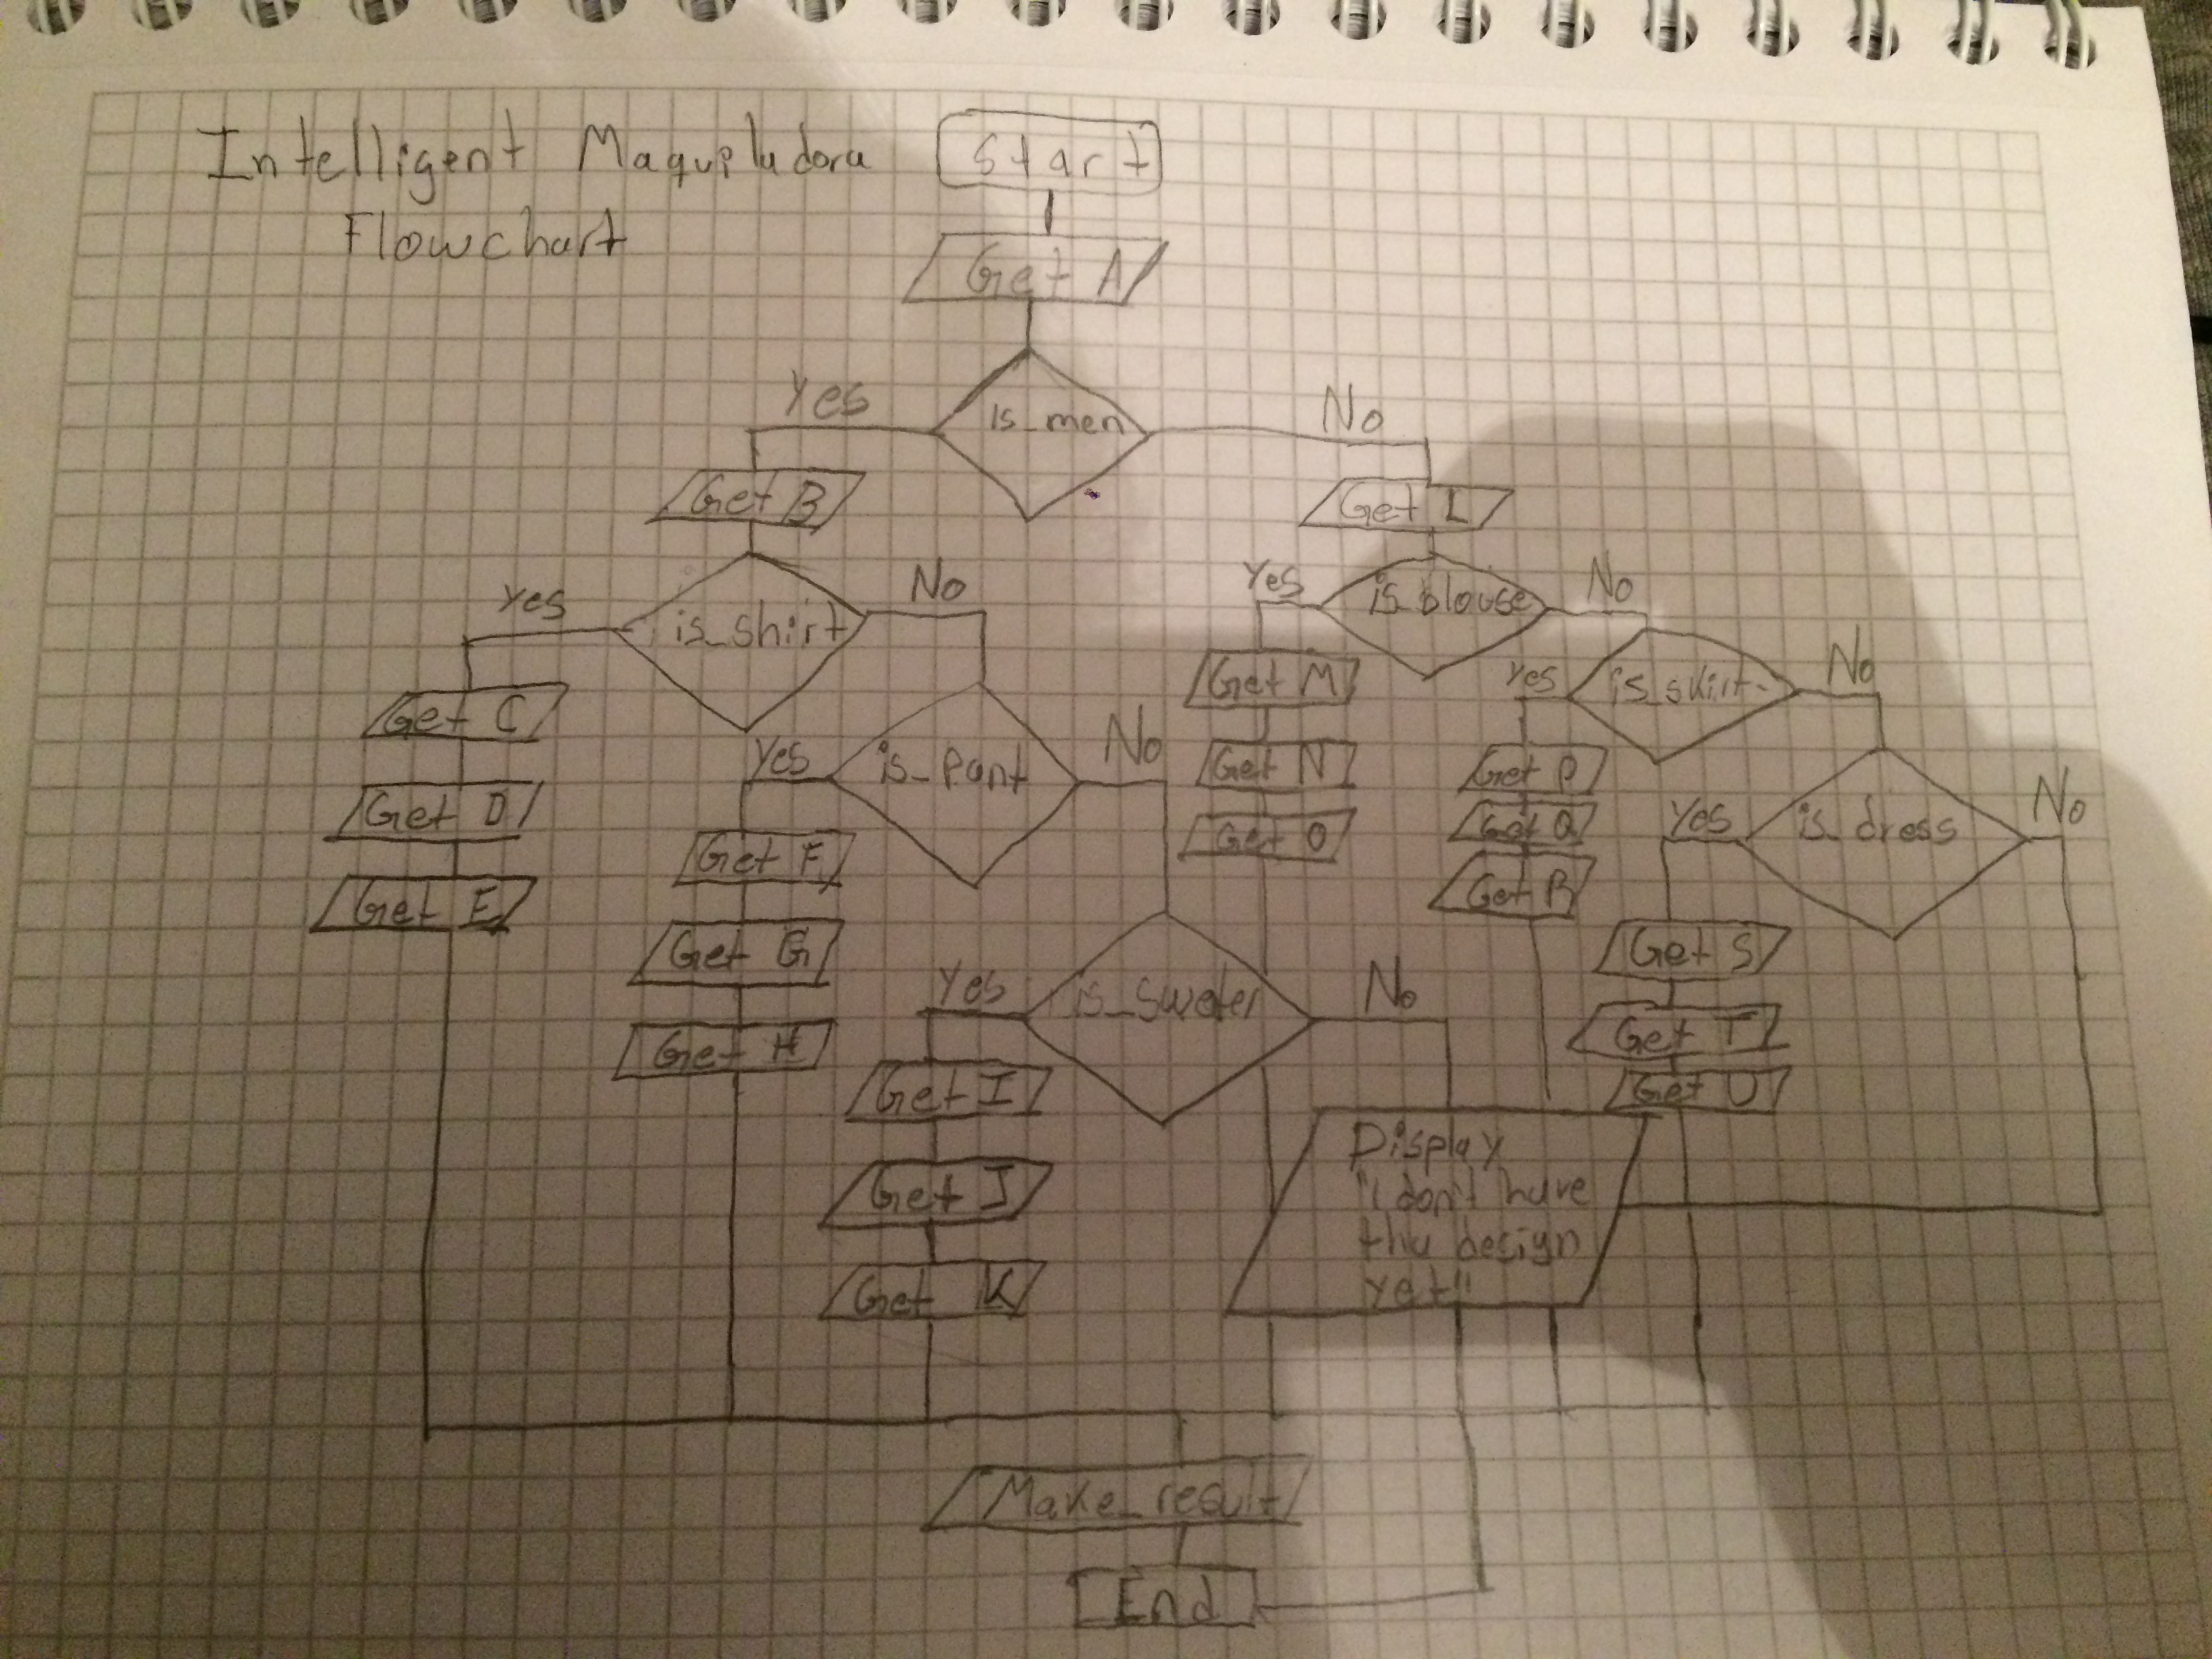 Intelligent Maquiladora
Flowchart
Start
Get A
is_men
Yes
No
Get B
Get L
is_Shirt
Yes
No
is_blouse
Yes
No
Get C
Get D
Get E
is_Pant
Yes
No
Get M
Get N
Get O
is_skirt
Yes
No
Get F
Get G
Get H
Get P
Get Q
Get R
is_dress
Yes
No
is_Sweter
Yes
No
Get S
Get T
Get U
Get I
Get J
Get K
Display
"i don't have
this design
yet"
Make_result
End